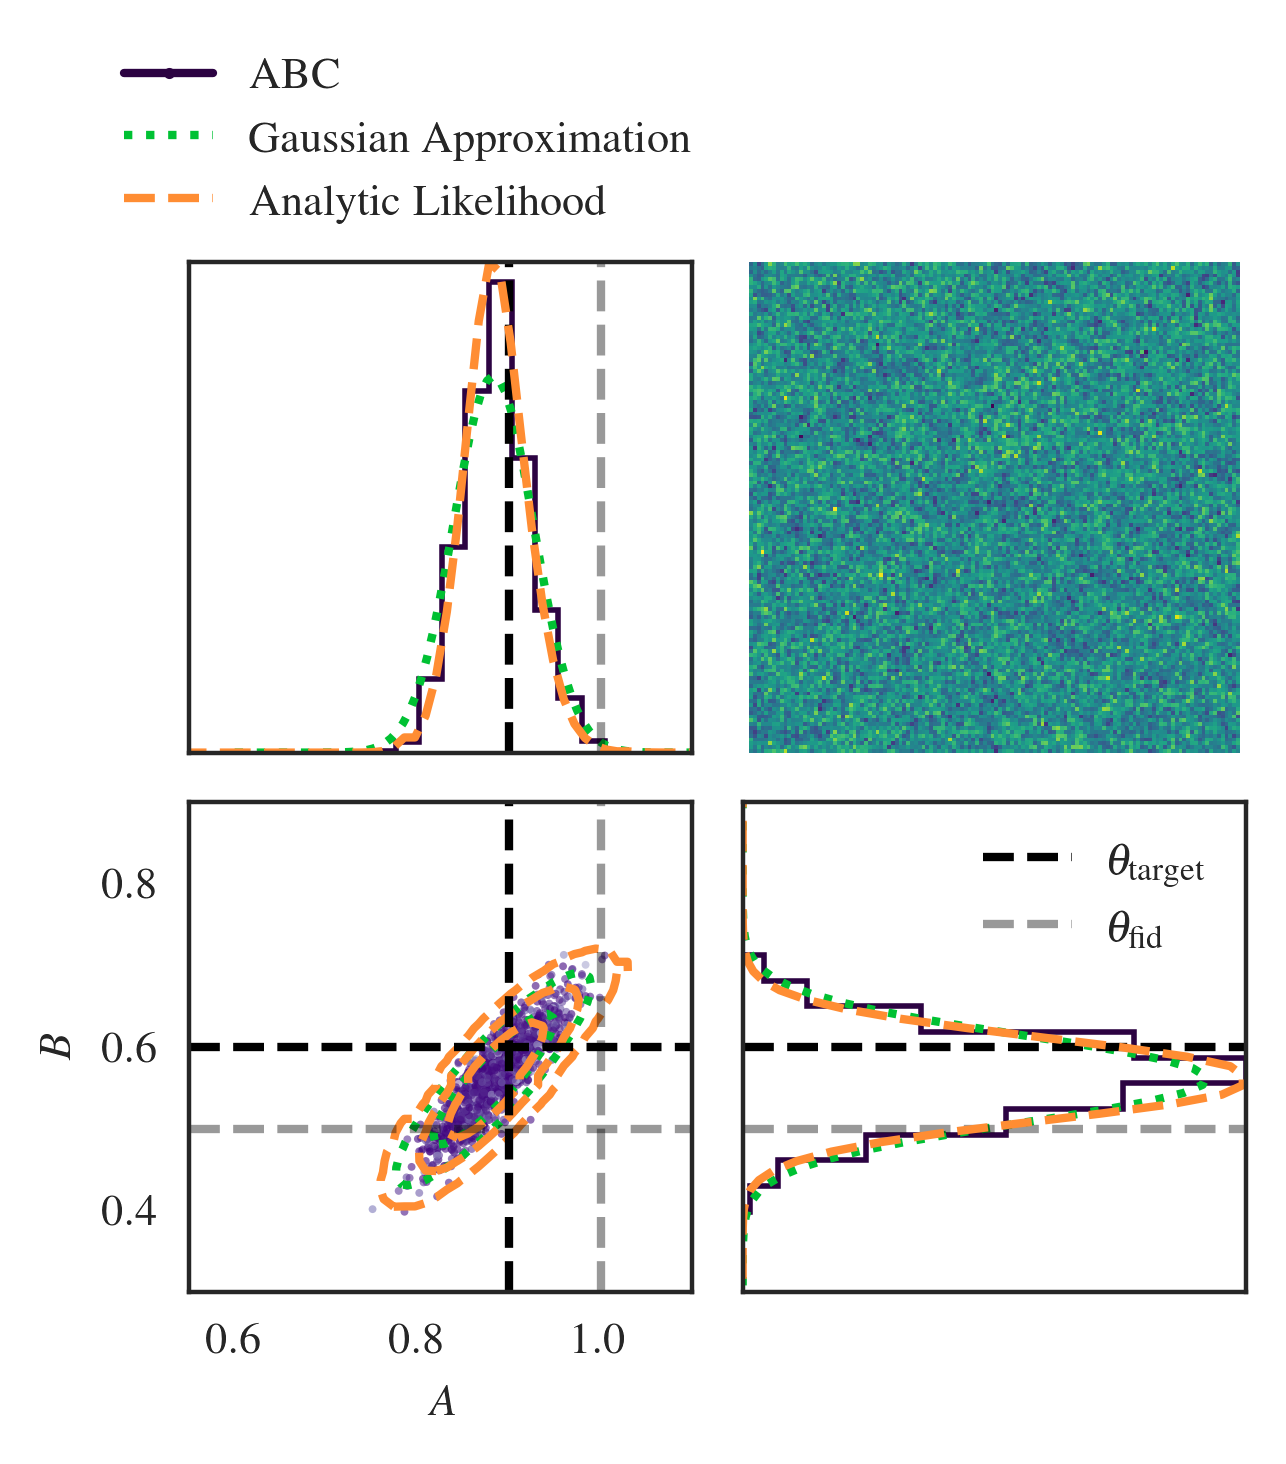 ABC
Gaussian Approximation
Analytic Likelihood
θtarget
θfid
0.8
0.6
0.4
B
0.6 0.8 1.0
A